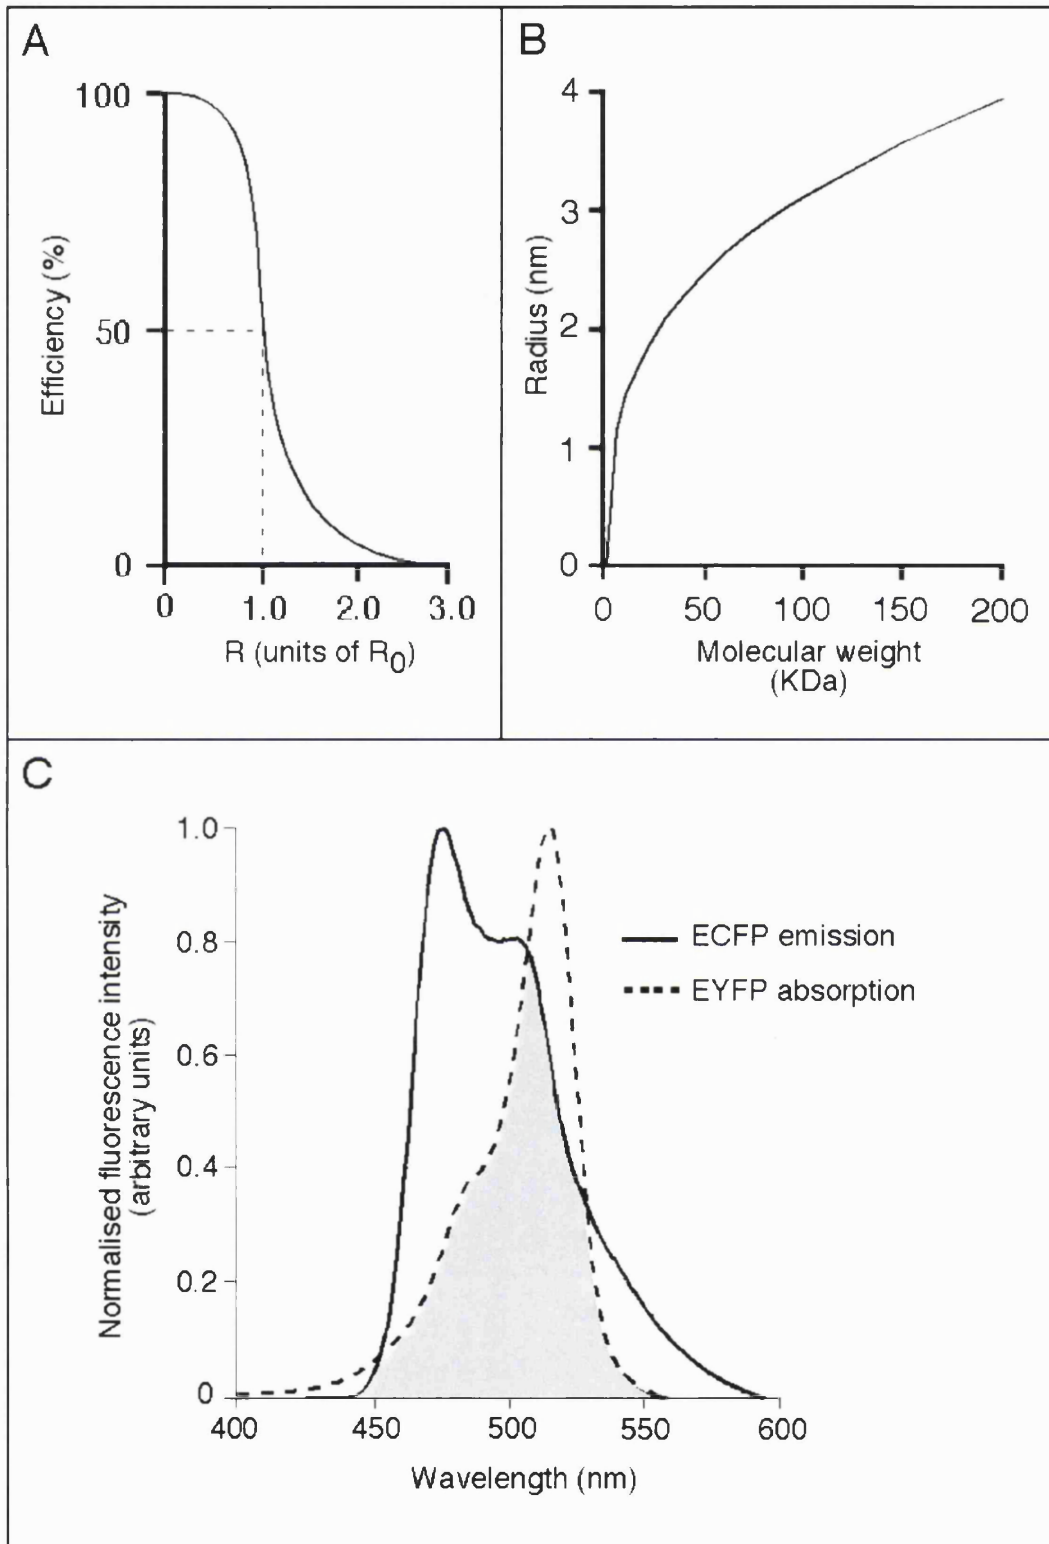 A
100
50
0
Efficiency (%)
0 1.0 2.0 3.0
R (units of R0)
B
4
3
2
1
0
Radius (nm)
0 50 100 150 200
Molecular weight
(KDa)
C
1.0
0.8
0.6
0.4
0.2
0
Normalised fluorescence intensity
(arbitrary units)
ECFP emission
EYFP absorption
400 450 500 550 600
Wavelength (nm)